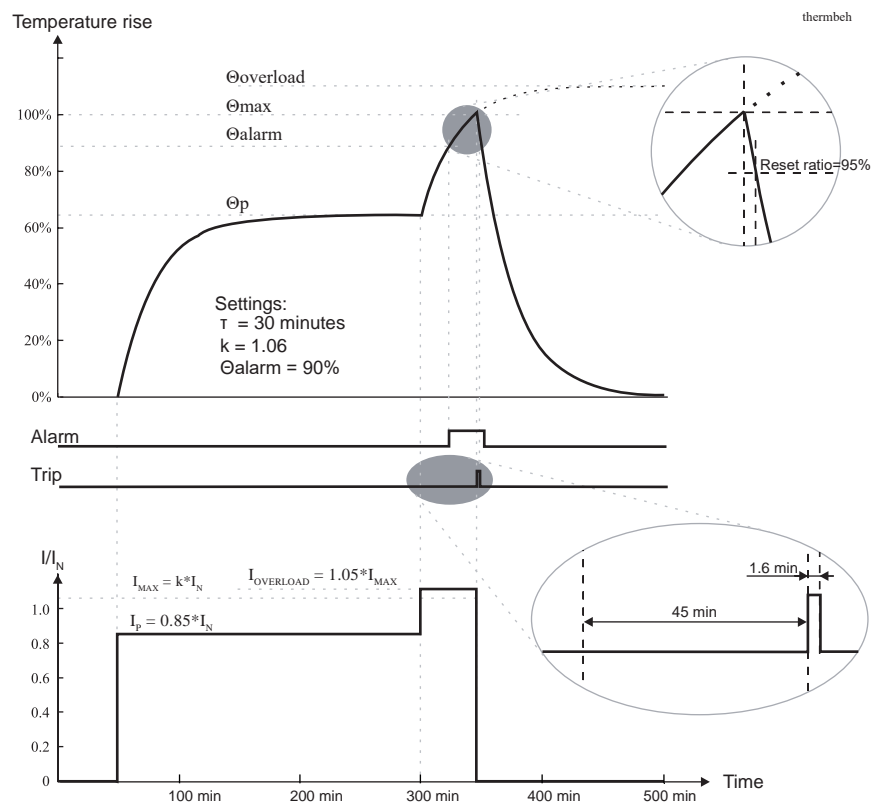 Temperature rise
thermbeh
Θoverload
Θmax
Θalarm
Θp
100%
80%
60%
40%
20%
0%
Reset ratio=95%
Settings:
τ = 30 minutes
k = 1.06
Θalarm = 90%
Alarm
Trip
I/IN
IMAX = k*IN
IOVERLOAD = 1.05*IMAX
IP = 0.85*IN
1.0
0.8
0.6
0.4
0.2
0
1.6 min
45 min
100 min
200 min
300 min
400 min
500 min
Time